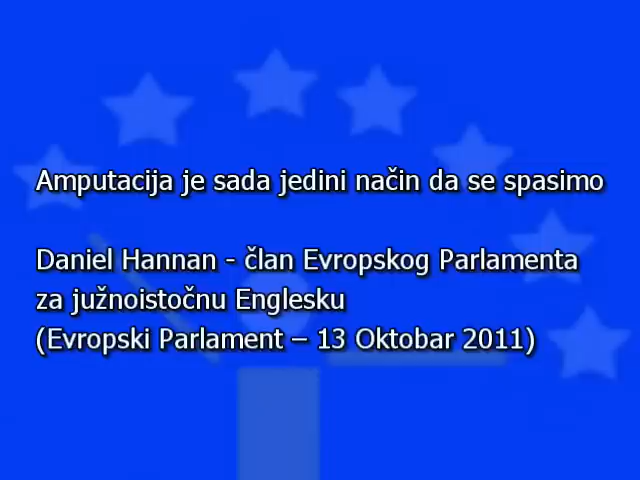 Amputacija je sada jedini način da se spasimo
Daniel Hannan - član Evropskog Parlamenta
za južnoistočnu Englesku
(Evropski Parlament – 13 Oktobar 2011)